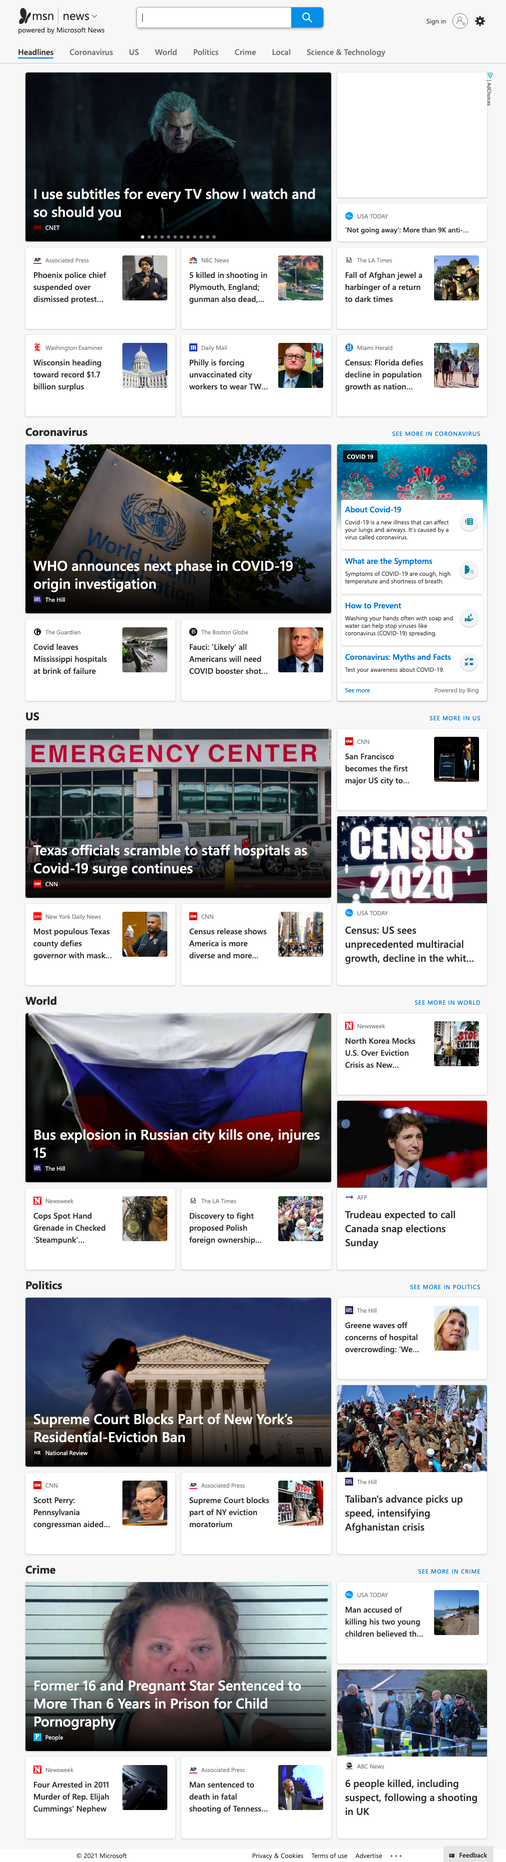 msn | news
powered by Microsoft News
Sign in
Headlines Coronavirus US World Politics Crime Local Science & Technology
AdChoices
I use subtitles for every TV show I watch and
so should you
CNET
USA TODAY
'Not going away': More than 9K anti-...
Associated Press
Phoenix police chief
suspended over
dismissed protest...
NBC News
5 killed in shooting in
Plymouth, England;
gunman also dead,...
The LA Times
Fall of Afghan jewel a
harbinger of a return
to dark times
Washington Examiner
Wisconsin heading
toward record $1.7
billion surplus
Daily Mail
Philly is forcing
unvaccinated city
workers to wear TW...
Miami Herald
Census: Florida defies
decline in population
growth as nation...
Coronavirus
SEE MORE IN CORONAVIRUS
WHO announces next phase in COVID-19
origin investigation
The Hill
COVID 19
About Covid-19
Covid-19 is a new illness that can affect
your lungs and airways. It's caused by a
virus called coronavirus.
What are the Symptoms
Symptoms of COVID-19 are cough, high
temperature and shortness of breath.
How to Prevent
Washing your hands often with soap and
water can help stop viruses like
coronavirus (COVID-19) spreading.
Coronavirus: Myths and Facts
Test your awareness about COVID-19.
See more
Powered by Bing
The Guardian
Covid leaves
Mississippi hospitals
at brink of failure
The Boston Globe
Fauci: 'Likely' all
Americans will need
COVID booster shot...
US
SEE MORE IN US
EMERGENCY CENTER
Texas officials scramble to staff hospitals as
Covid-19 surge continues
CNN
CNN
San Francisco
becomes the first
major US city to...
CENSUS
2020
USA TODAY
Census: US sees
unprecedented multiracial
growth, decline in the whit...
New York Daily News
Most populous Texas
county defies
governor with mask...
CNN
Census release shows
America is more
diverse and more...
World
SEE MORE IN WORLD
Bus explosion in Russian city kills one, injures
15
The Hill
Newsweek
North Korea Mocks
U.S. Over Eviction
Crisis as New...
STOP
EVICTION
AFP
Trudeau expected to call
Canada snap elections
Sunday
Newsweek
Cops Spot Hand
Grenade in Checked
'Steampunk'...
The LA Times
Discovery to fight
proposed Polish
foreign ownership...
Politics
SEE MORE IN POLITICS
Supreme Court Blocks Part of New York's
Residential-Eviction Ban
NR National Review
The Hill
Greene waves off
concerns of hospital
overcrowding: 'We...
The Hill
Taliban's advance picks up
speed, intensifying
Afghanistan crisis
CNN
Scott Perry:
Pennsylvania
congressman aided...
Associated Press
Supreme Court blocks
part of NY eviction
moratorium
Crime
SEE MORE IN CRIME
Former 16 and Pregnant Star Sentenced to
More Than 6 Years in Prison for Child
Pornography
People
USA TODAY
Man accused of
killing his two young
children believed th...
ABC News
6 people killed, including
suspect, following a shooting
in UK
Newsweek
Four Arrested in 2011
Murder of Rep. Elijah
Cummings' Nephew
Associated Press
Man sentenced to
death in fatal
shooting of Tenness...
© 2021 Microsoft
Privacy & Cookies Terms of use Advertise ...
Feedback